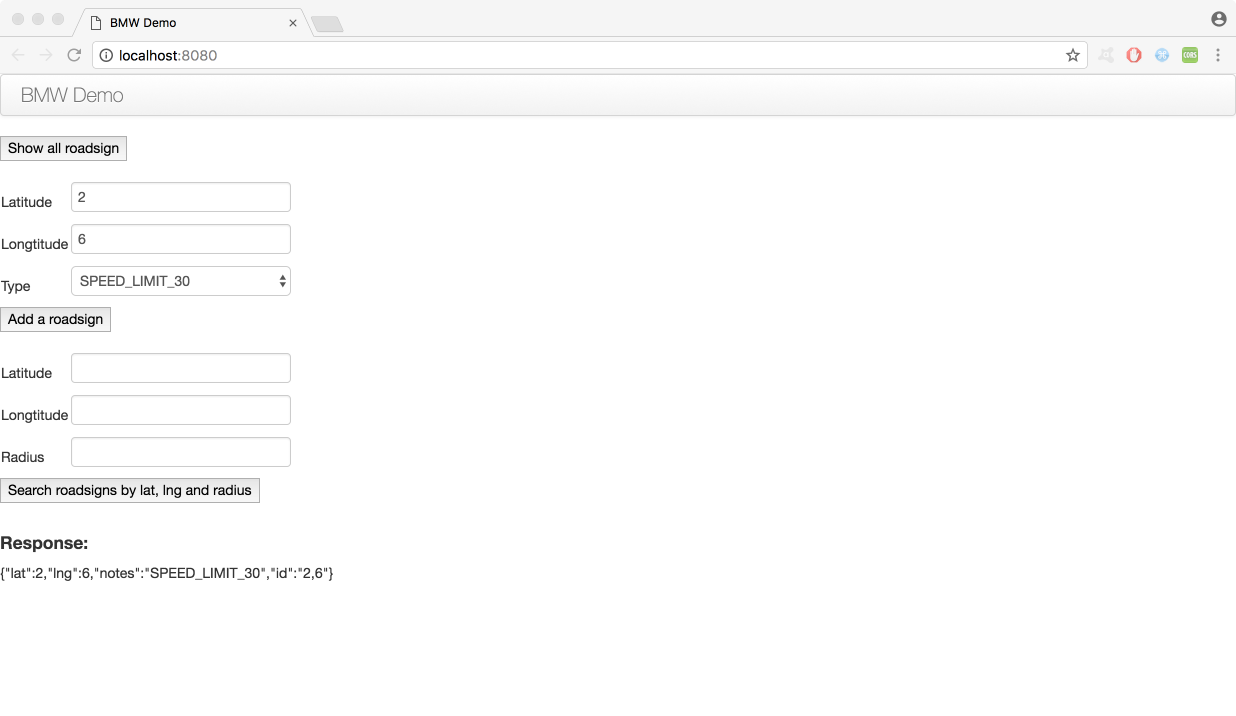 BMW Demo
localhost:8080
CORS
BMW Demo
Show all roadsign
Latitude 2
Longtitude 6
Type SPEED_LIMIT_30
Add a roadsign
Latitude
Longtitude
Radius
Search roadsigns by lat, lng and radius
Response:
{"lat":2,"lng":6,"notes":"SPEED_LIMIT_30","id":"2,6"}